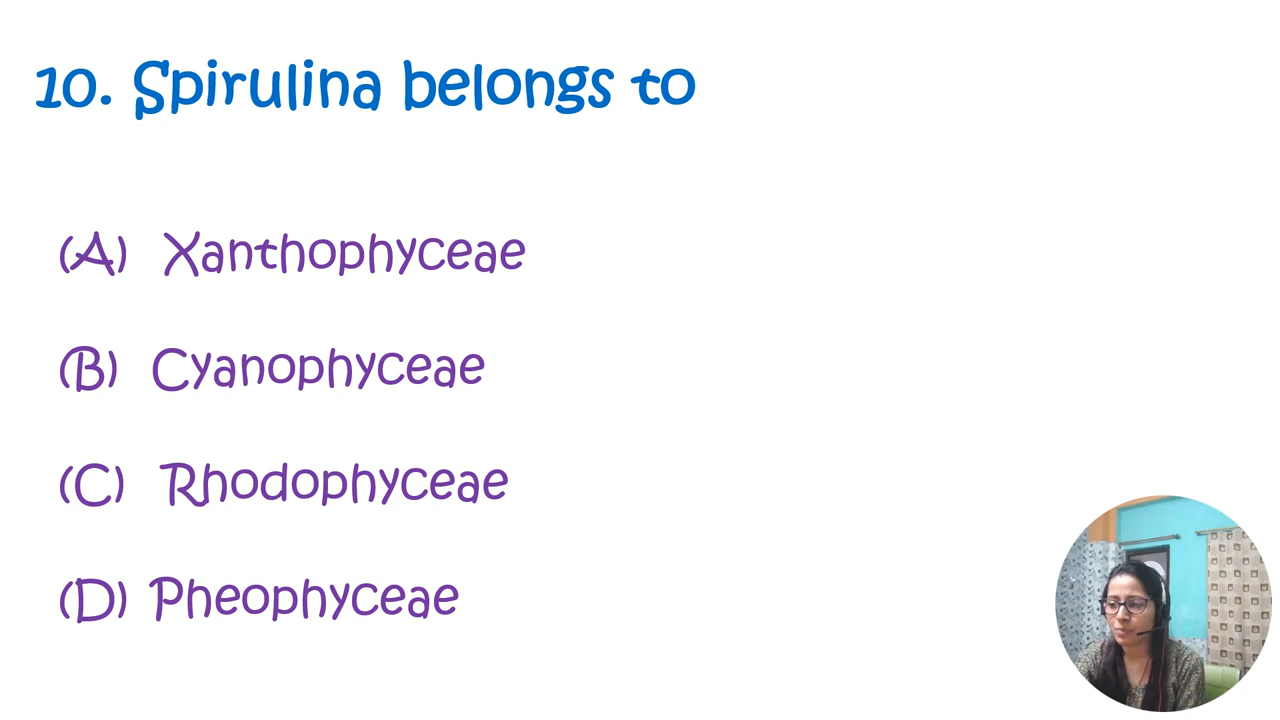 10. Spirulina belongs to
(A) Xanthophyceae
(B) Cyanophyceae
(C) Rhodophyceae
(D) Pheophyceae